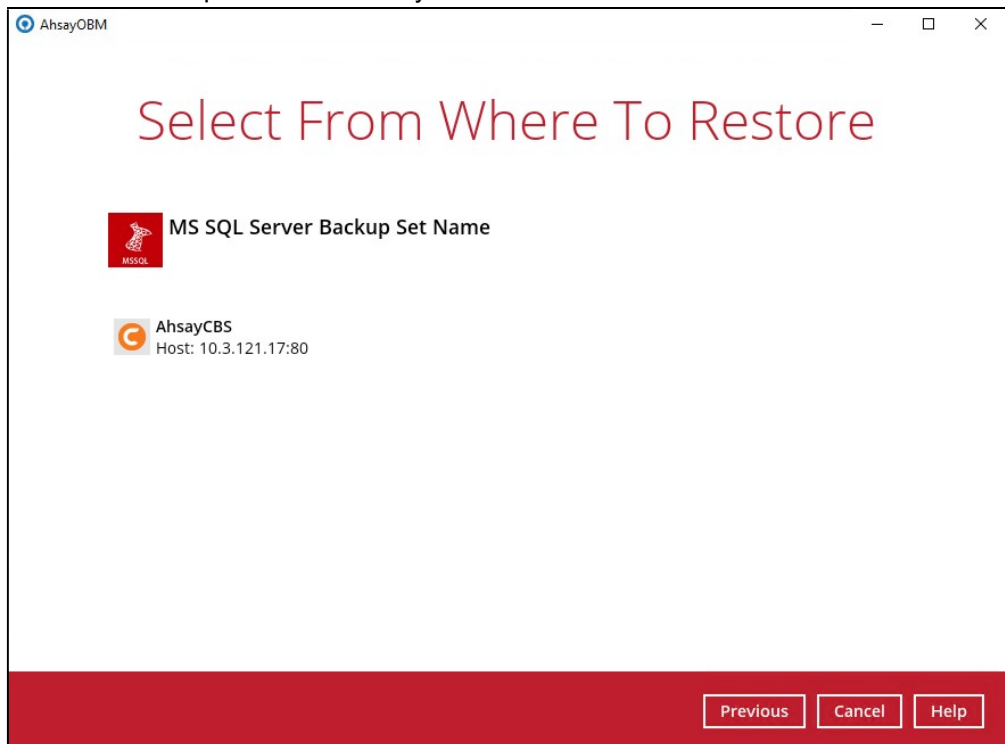 AhsayOBM
Select From Where To Restore
MS SQL Server Backup Set Name
MSSQL
AhsayCBS
Host: 10.3.121.17:80
Previous Cancel Help